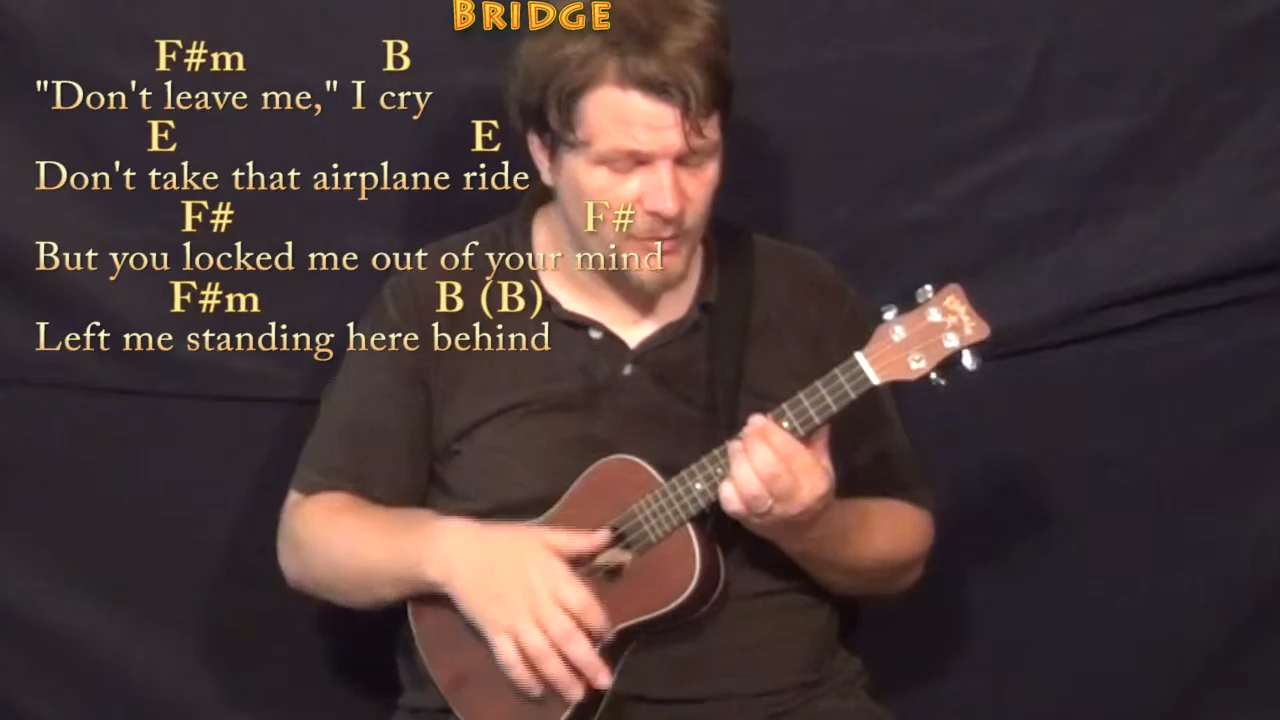 BRIDGE
F#m B
"Don't leave me," I cry
E E
Don't take that airplane ride
F# F#
But you locked me out of your mind
F#m B (B)
Left me standing here behind